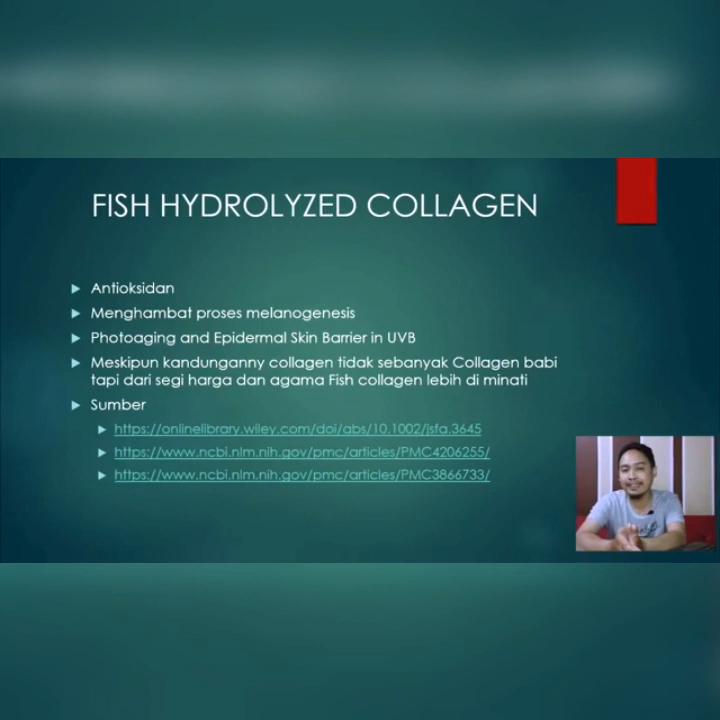 FISH HYDROLYZED COLLAGEN
Antioksidan
Menghambat proses melanogenesis
Photoaging and Epidermal Skin Barrier in UVB
Meskipun kandunganny collagen tidak sebanyak Collagen babi
tapi dari segi harga dan agama Fish collagen lebih di minati
Sumber
https://onlinelibrary.wiley.com/doi/abs/10.1002/jsfa.3645
https://www.ncbi.nlm.nih.gov/pmc/articles/PMC4206255/
https://www.ncbi.nlm.nih.gov/pmc/articles/PMC3866733/